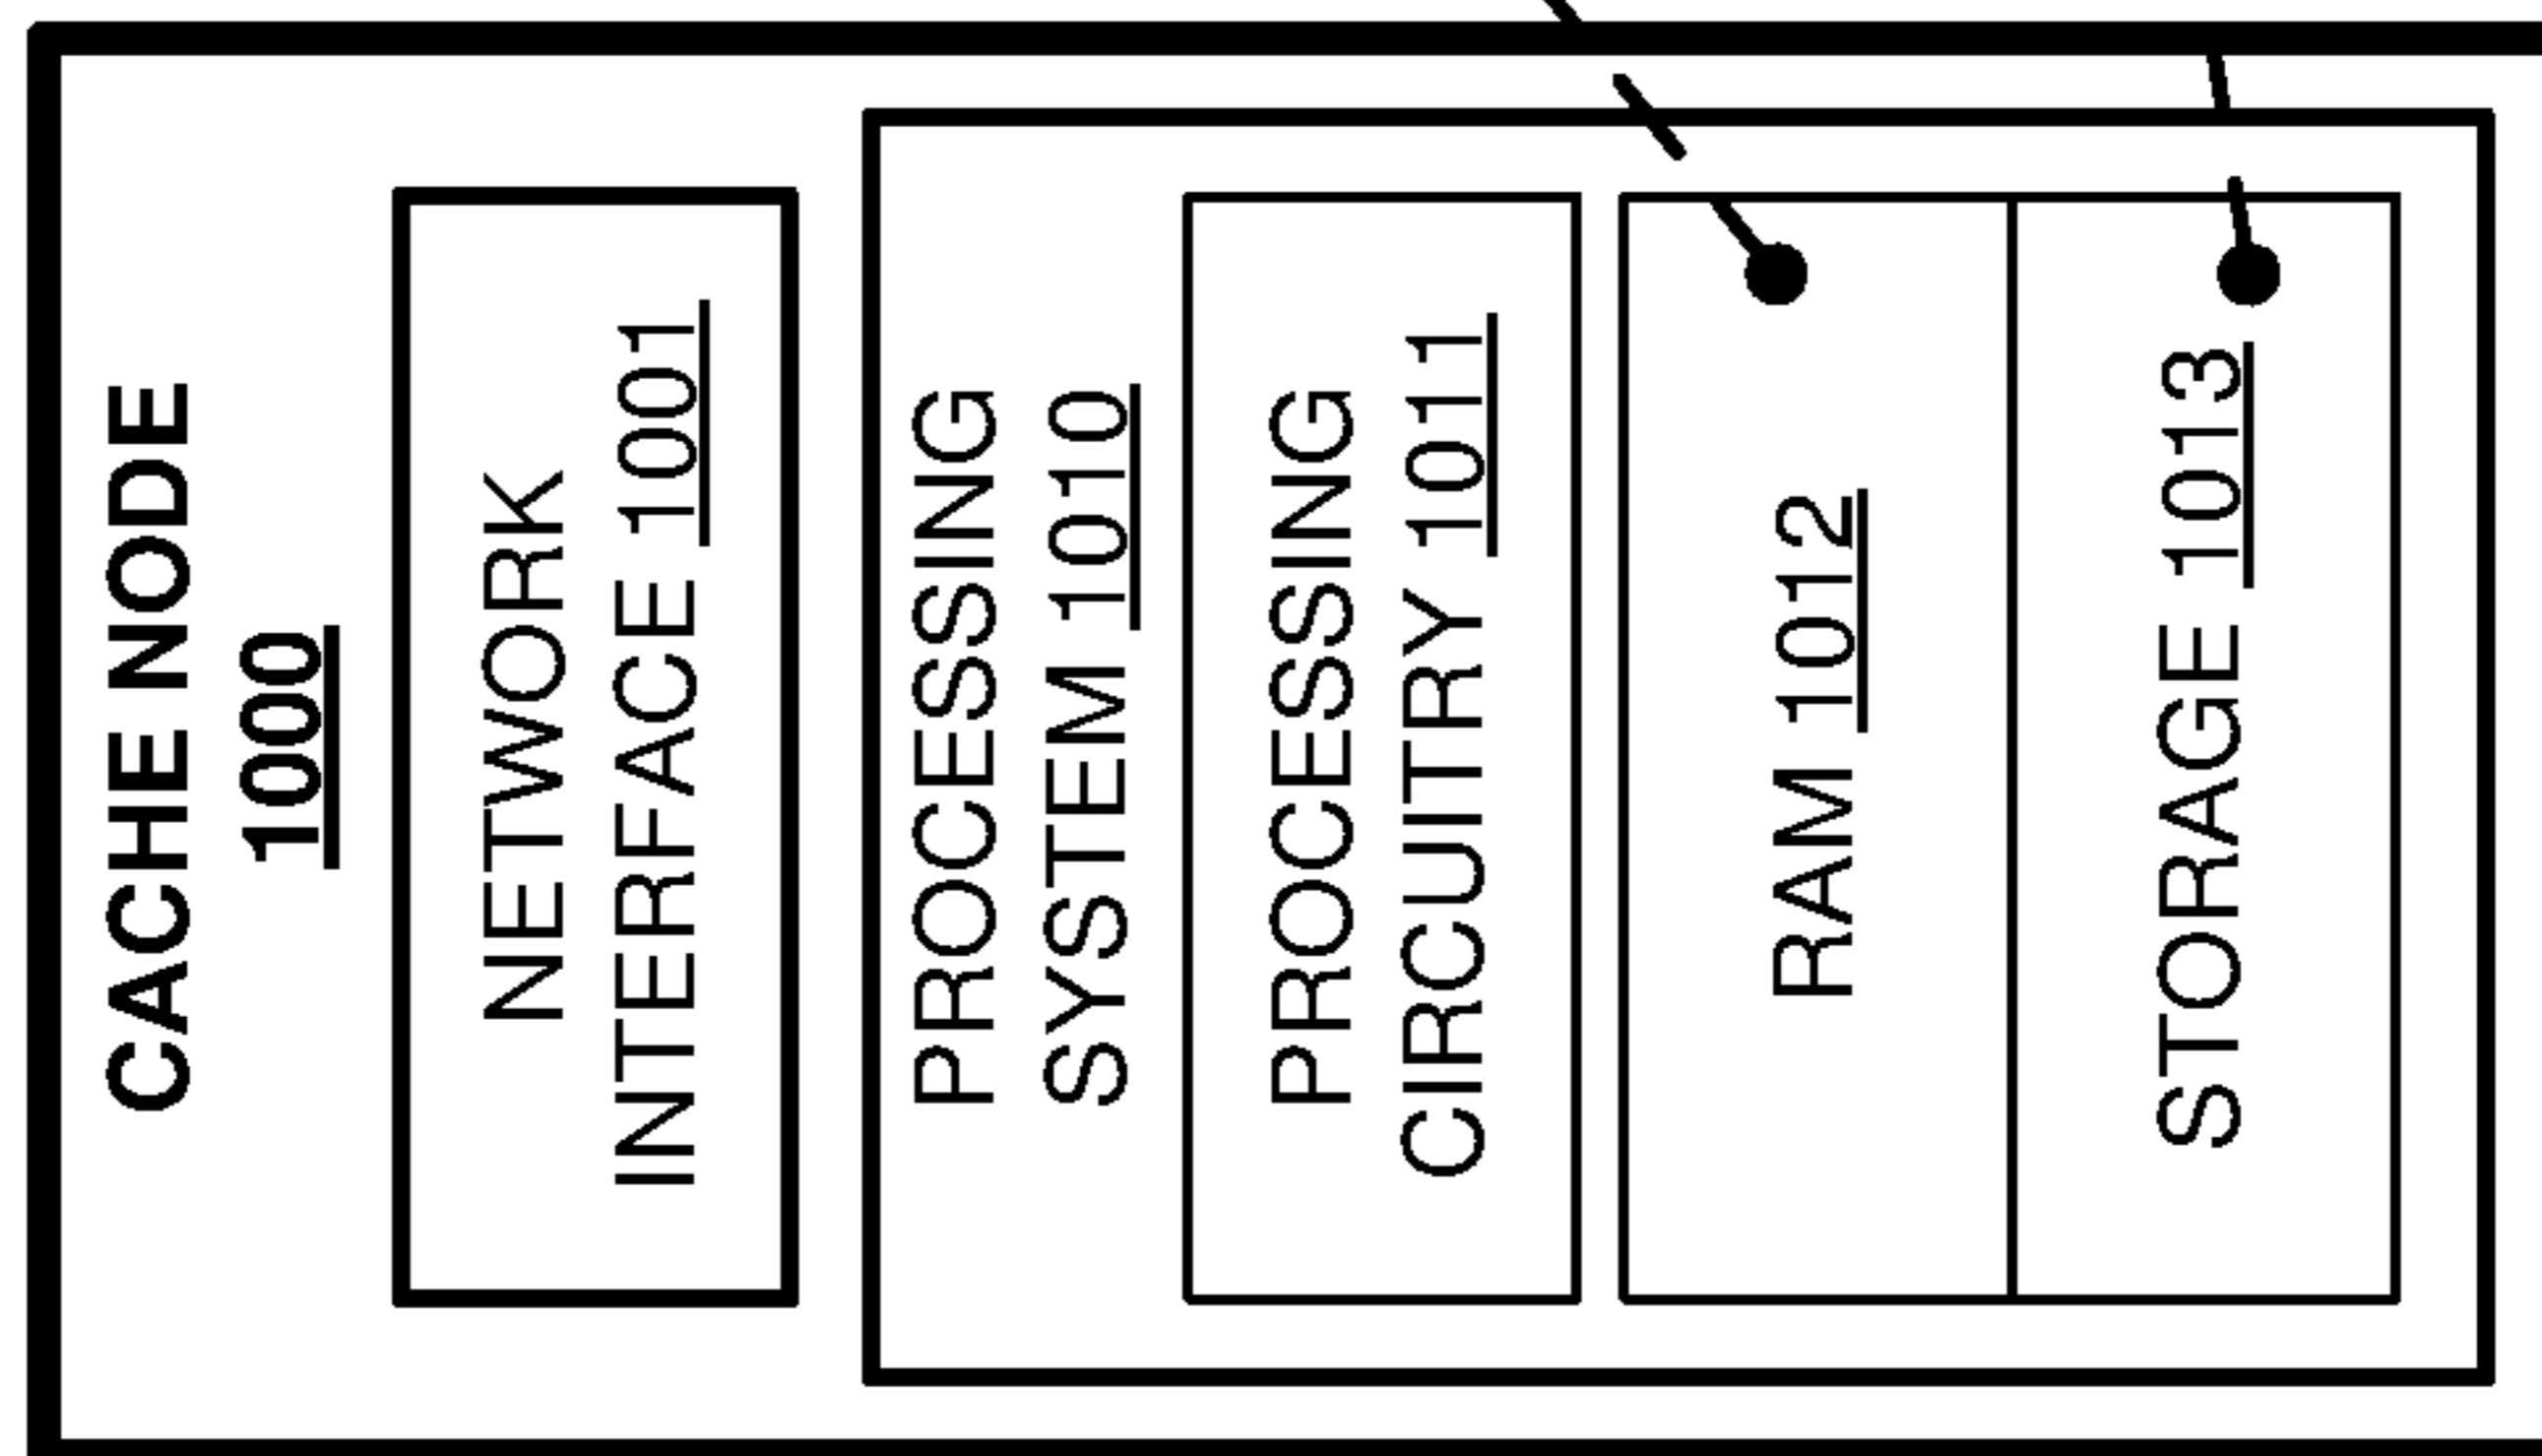 CACHE NODE
1000
NETWORK
INTERFACE 1001
PROCESSING
SYSTEM 1010
PROCESSING
CIRCUITRY 1011
RAM 1012
STORAGE 1013